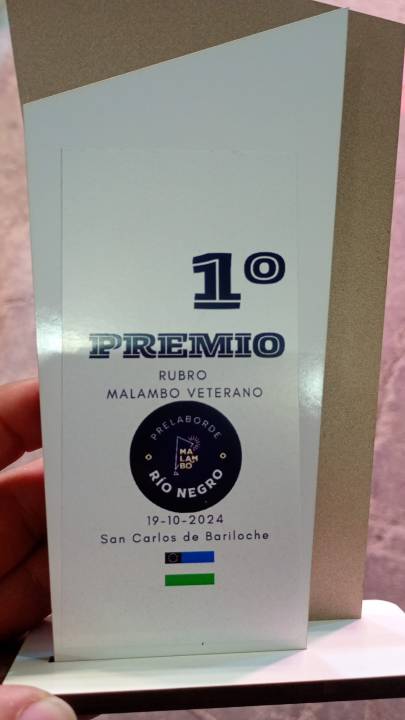 1º
PREMIO
RUBRO
MALAMBO VETERANO
PRELABORDE
MA
LAM
BO
RÍO NEGRO
19-10-2024
San Carlos de Bariloche